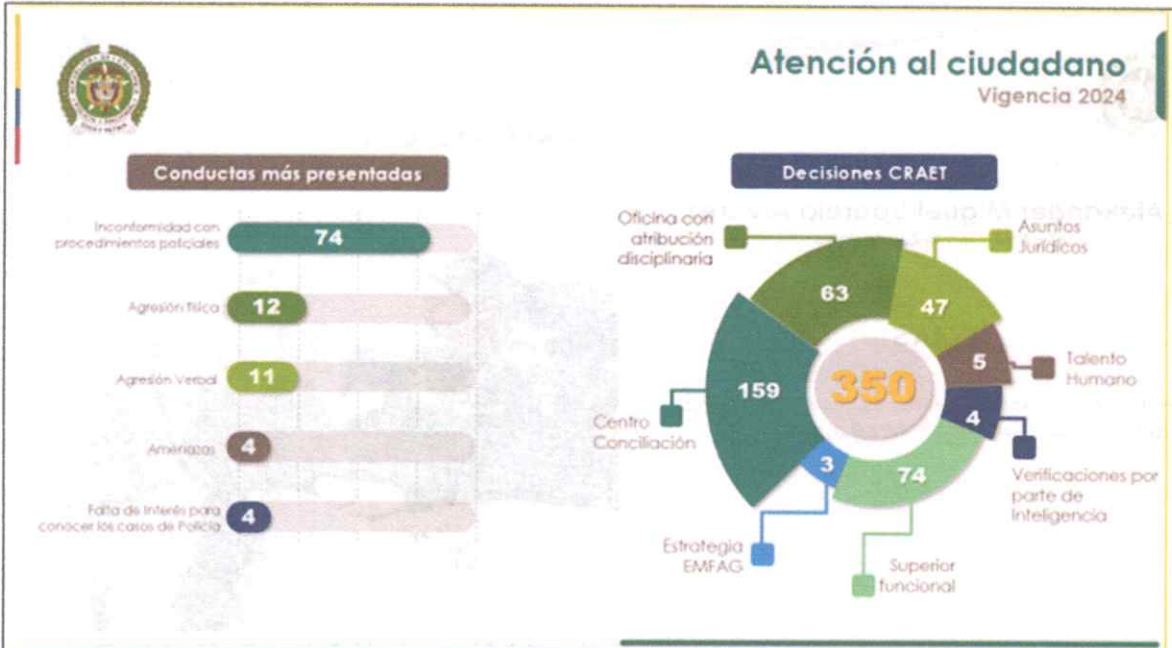 Atención al ciudadano
Vigencia 2024
Conductas más presentadas
Inconformidad con
procedimientos policiales
74
Agresión física
12
Agresión Verbal
11
Amenazas
4
Falta de Interés para
conocer los casos de Policía
4
Decisiones CRAET
Oficina con
atribución
disciplinaria
63
Asuntos
Jurídicos
47
Talento
Humano
5
Verificaciones por
parte de
Inteligencia
4
Superior
funcional
74
Estrategia
EMFAG
3
Centro
Conciliación
159
350